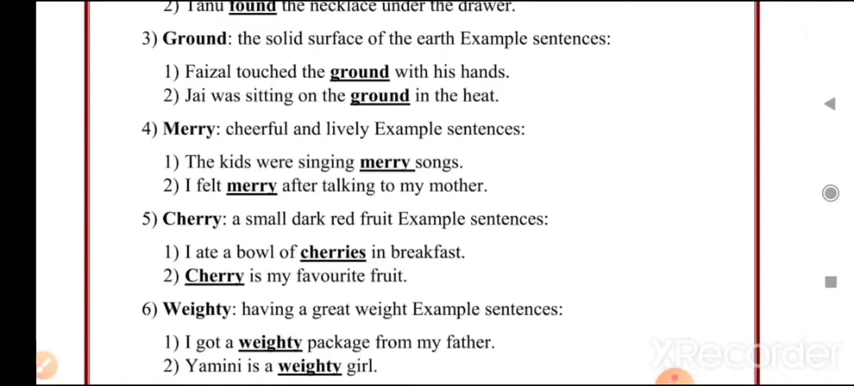 2) Tanu found the necklace under the drawer.
3) Ground: the solid surface of the earth Example sentences:
1) Faizal touched the ground with his hands.
2) Jai was sitting on the ground in the heat.
4) Merry: cheerful and lively Example sentences:
1) The kids were singing merry songs.
2) I felt merry after talking to my mother.
5) Cherry: a small dark red fruit Example sentences:
1) I ate a bowl of cherries in breakfast.
2) Cherry is my favourite fruit.
6) Weighty: having a great weight Example sentences:
1) I got a weighty package from my father.
2) Yamini is a weighty girl.
XRecorder